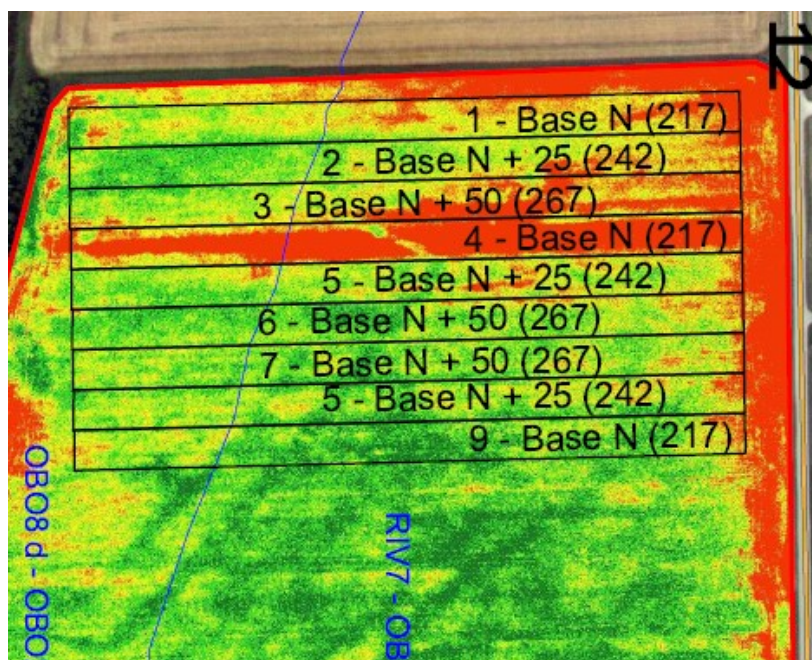 12
1 - Base N (217)
2 - Base N + 25 (242)
3 - Base N + 50 (267)
4 - Base N (217)
5 - Base N + 25 (242)
6 - Base N + 50 (267)
7 - Base N + 50 (267)
5 - Base N + 25 (242)
9 - Base N (217)
OBO8 d - OBO
RIV7 - OB